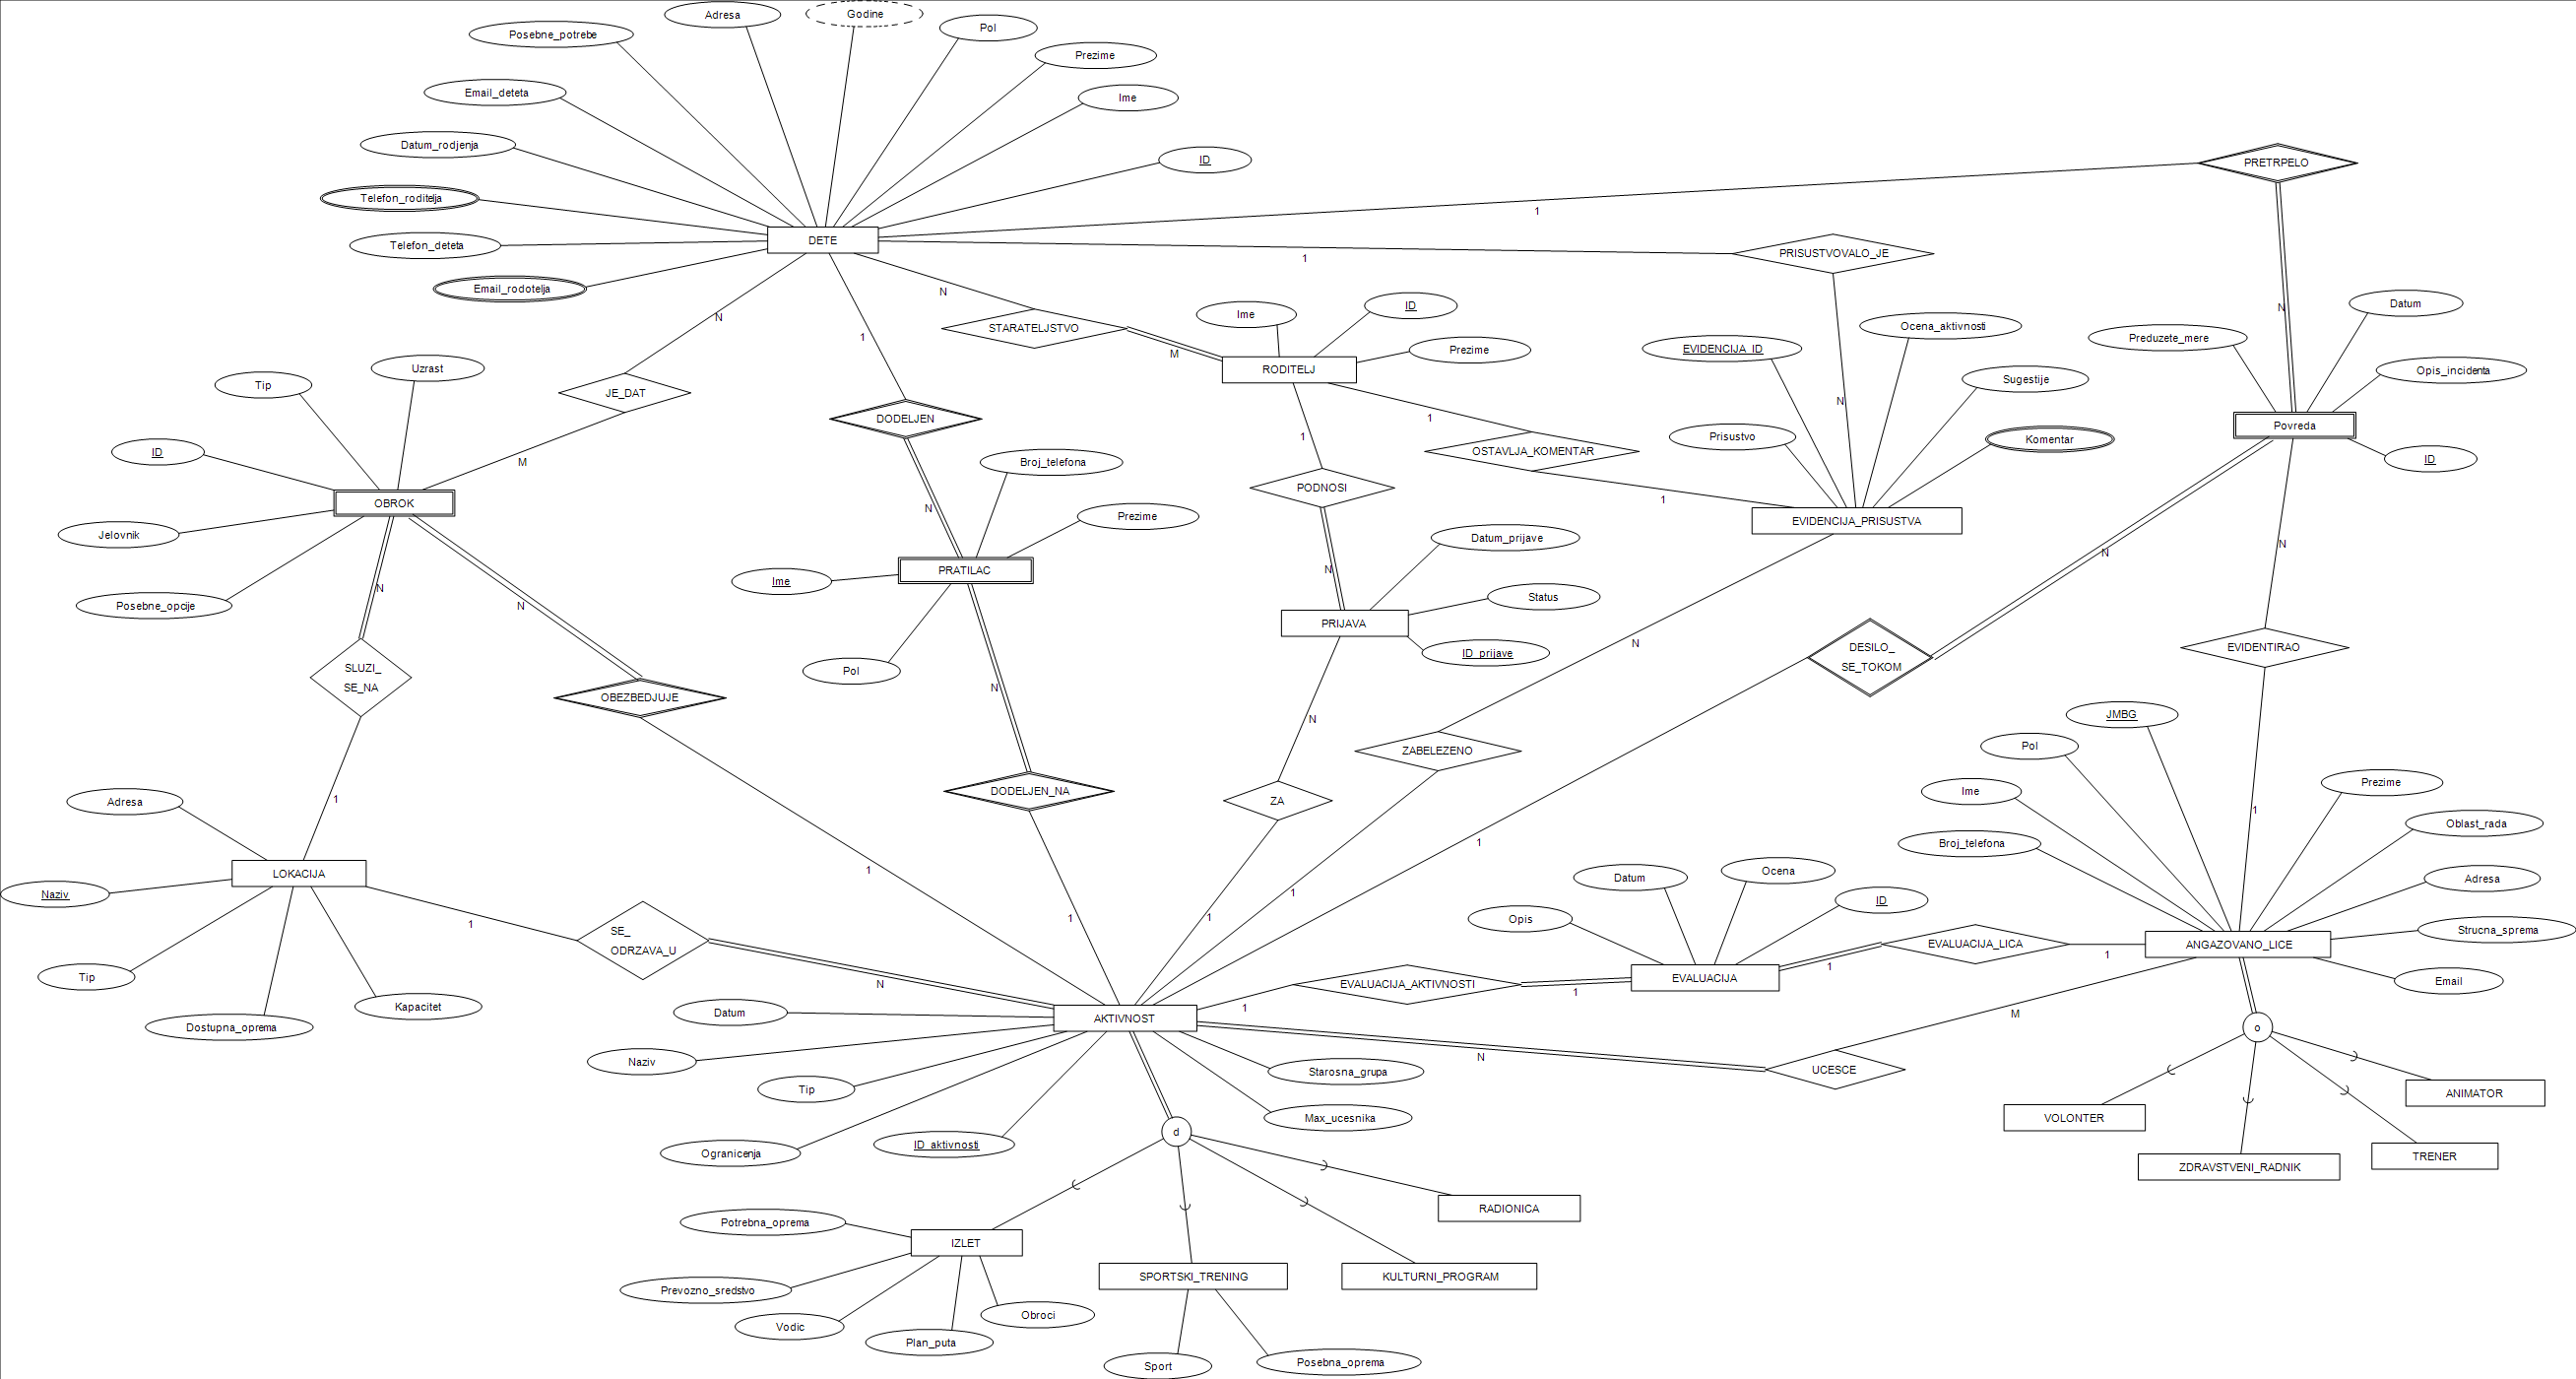 Adresa
Godine
Pol
Posebne_potrebe
Prezime
Email_deteta
Ime
Datum_rodjenja
ID
PRETRPELO
Telefon_roditelja
1
Telefon_deteta
DETE
PRISUSTVOVALO_JE
1
Email_rodotelja
N
N
STARATELJSTVO
Ime
ID
Datum
N
Ocena_aktivnosti
1
Preduzete_mere
EVIDENCIJA_ID
M
Prezime
RODITELJ
Opis_incidenta
Uzrast
Tip
JE_DAT
Sugestije
N
DODELJEN
1
Povreda
Prisustvo
Komentar
1
ID
OSTAVLJA_KOMENTAR
ID
M
Broj_telefona
PODNOSI
1
OBROK
N
Prezime
EVIDENCIJA_PRISUSTVA
Jelovnik
Datum_prijave
N
N
PRATILAC
N
Ime
N
Status
Posebne_opcije
N
PRIJAVA
N
EVIDENTIRAO
DESILO_
SE_TOKOM
ID_prijave
SLUZI_
SE_NA
Pol
N
OBEZBEDJUJE
JMBG
N
Pol
ZABELEZENO
Prezime
DODELJEN_NA
Ime
1
Adresa
ZA
1
Oblast_rada
1
Broj_telefona
LOKACIJA
1
Ocena
Datum
Adresa
Naziv
1
ID
1
1
Opis
1
Strucna_sprema
SE_
ODRZAVA_U
EVALUACIJA_LICA
ANGAZOVANO_LICE
1
1
Tip
EVALUACIJA
Email
N
EVALUACIJA_AKTIVNOSTI
1
Kapacitet
1
Datum
M
AKTIVNOST
Dostupna_oprema
o
N
Naziv
Starosna_grupa
UCESCE
Tip
ANIMATOR
Max_ucesnika
VOLONTER
d
ID_aktivnosti
Ogranicenja
TRENER
ZDRAVSTVENI_RADNIK
RADIONICA
Potrebna_oprema
IZLET
SPORTSKI_TRENING
KULTURNI_PROGRAM
Prevozno_sredstvo
Obroci
Vodic
Plan_puta
Sport
Posebna_oprema